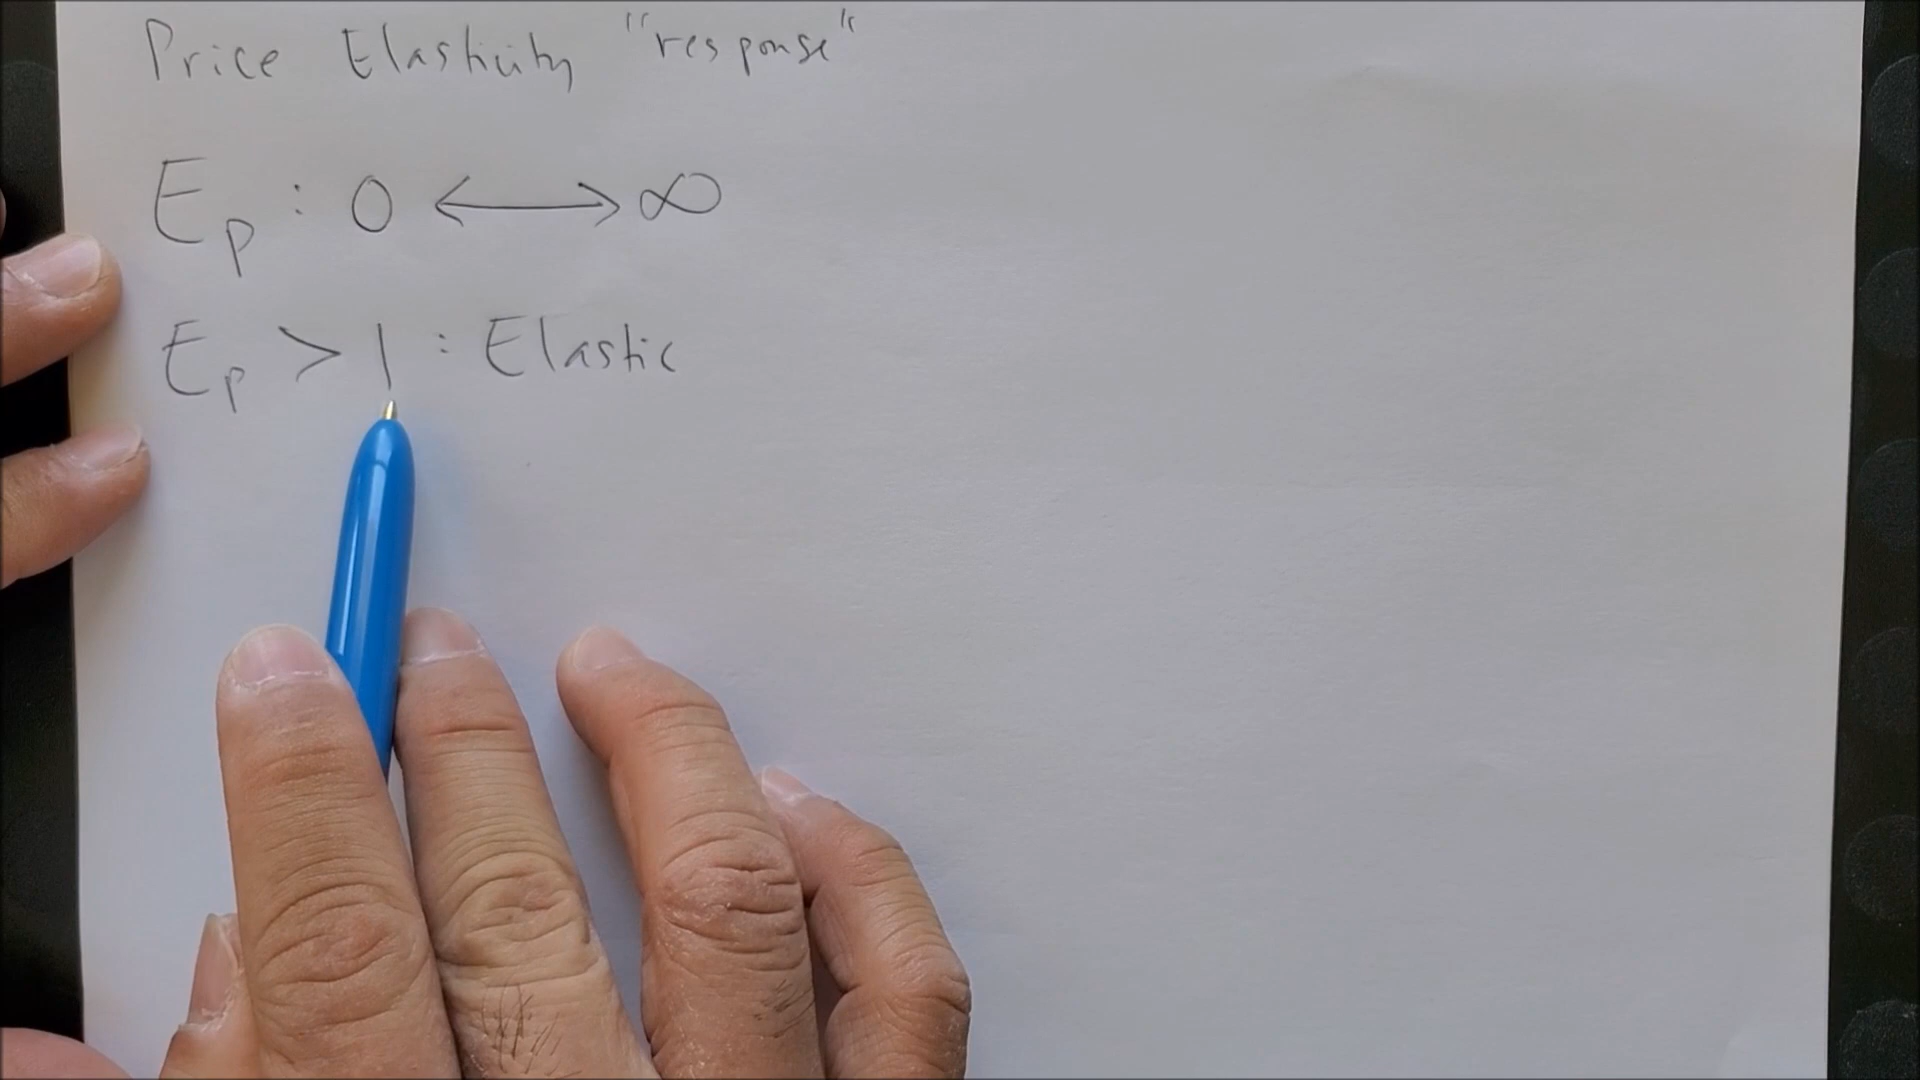 Price Elasticity "response"
Ep : 0 <-> ∞
Ep > 1 : Elastic